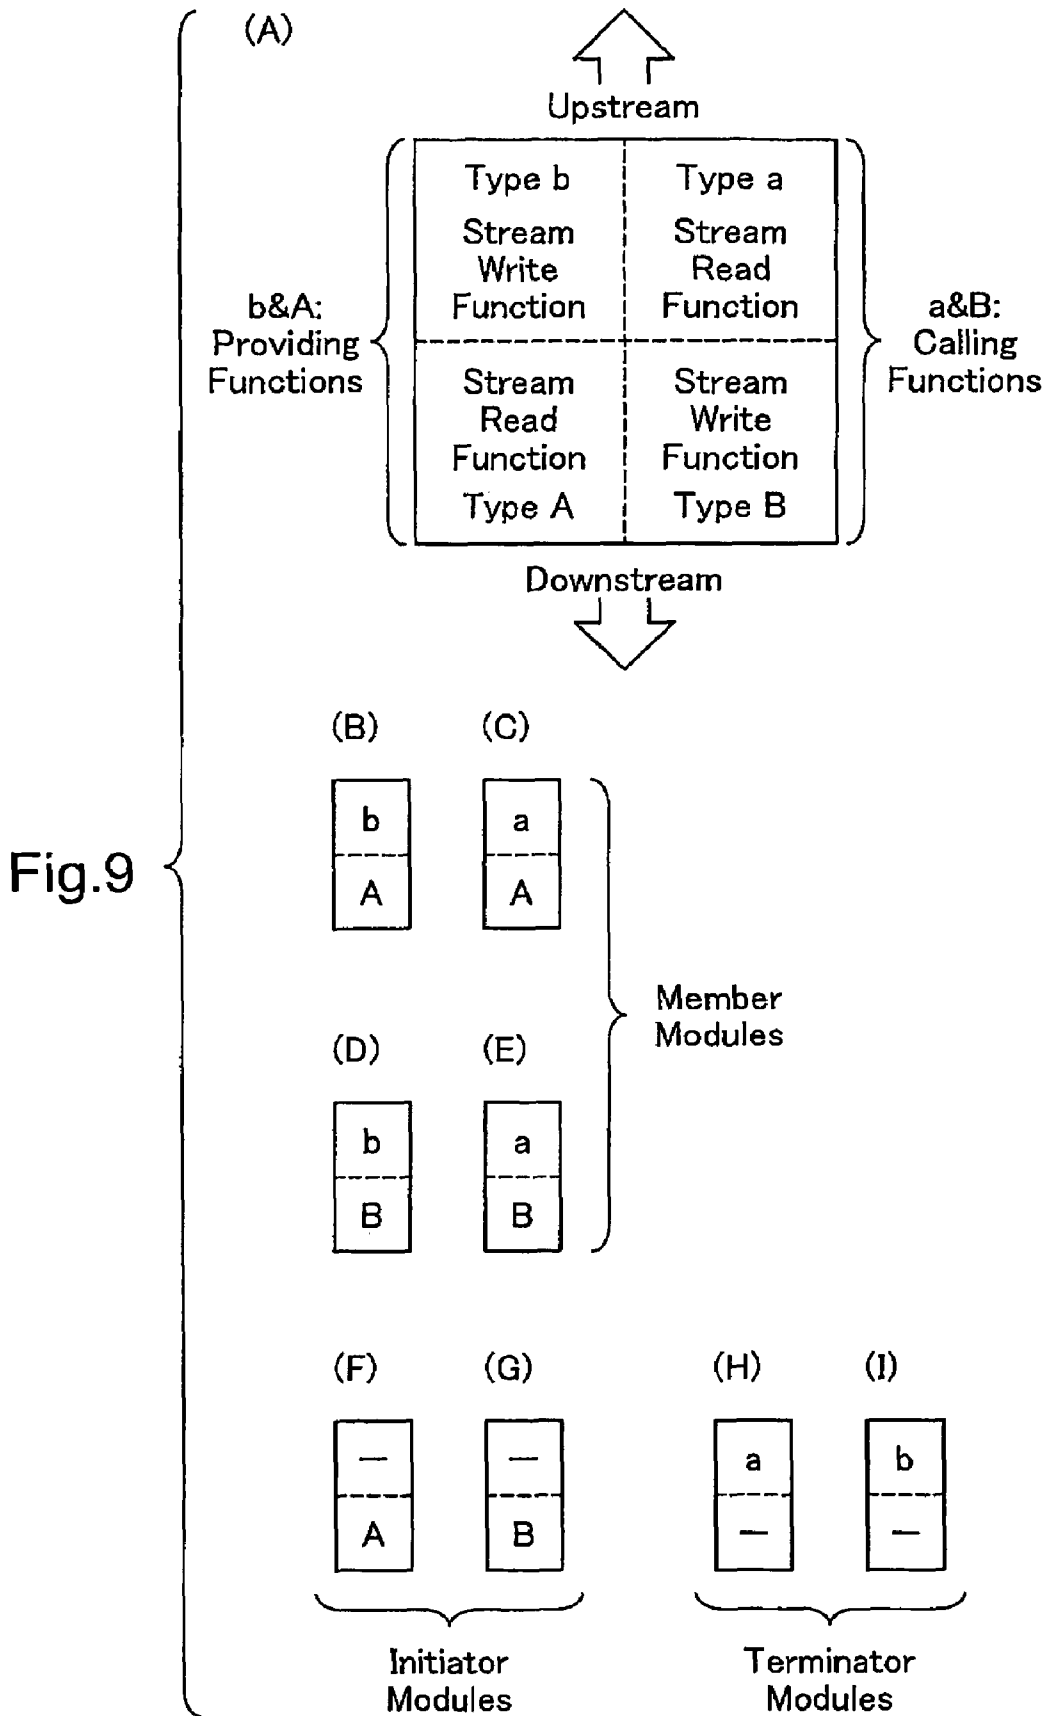 (A)
Upstream
Type b
Type a
Stream
Write
Function
Stream
Read
Function
b&A:
Providing
Functions
a&B:
Calling
Functions
Stream
Read
Function
Stream
Write
Function
Type A
Type B
Downstream
(B)
(C)
b
A
a
A
Fig.9
Member
Modules
(D)
(E)
b
B
a
B
(F)
(G)
(H)
(I)
—
A
—
B
a
—
b
—
Initiator
Modules
Terminator
Modules